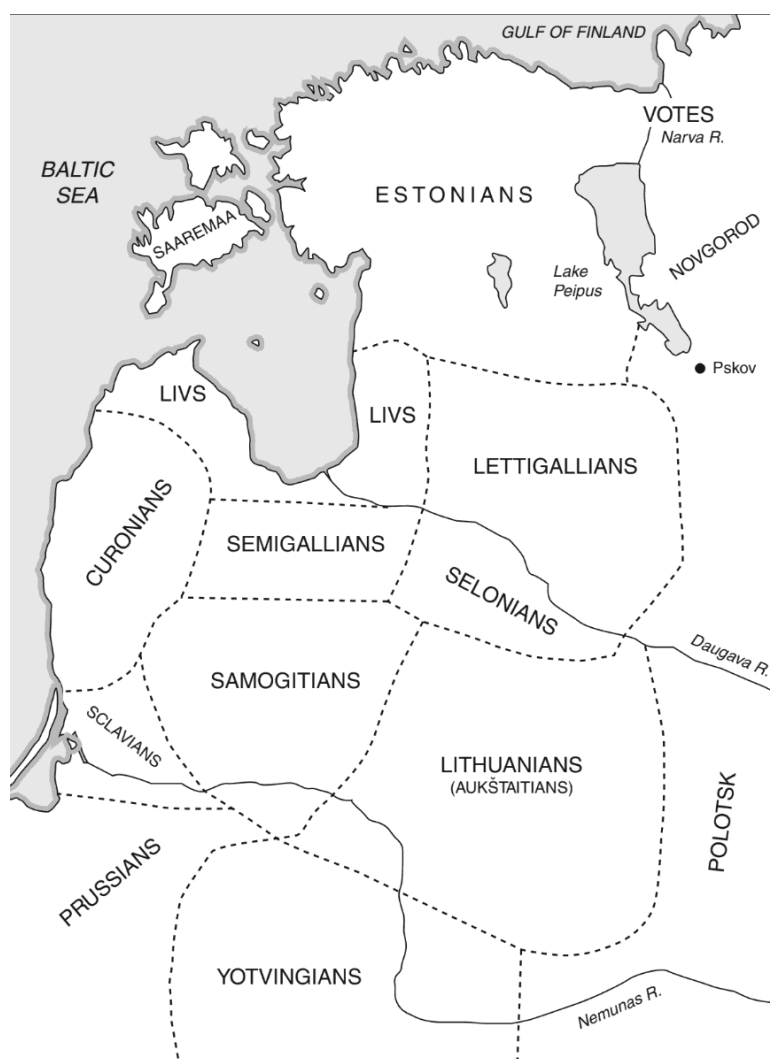 GULF OF FINLAND
VOTES
Narva R.
BALTIC
SEA
ESTONIANS
SAAREMAA
NOVGOROD
Lake
Peipus
Pskov
LIVS
LIVS
LETTIGALLIANS
CURONIANS
SEMIGALLIANS
SELONIANS
Daugava R.
SAMOGITIANS
SCLAVIANS
LITHUANIANS
(AUKŠTAITIANS)
POLOTSK
PRUSSIANS
YOTVINGIANS
Nemunas R.